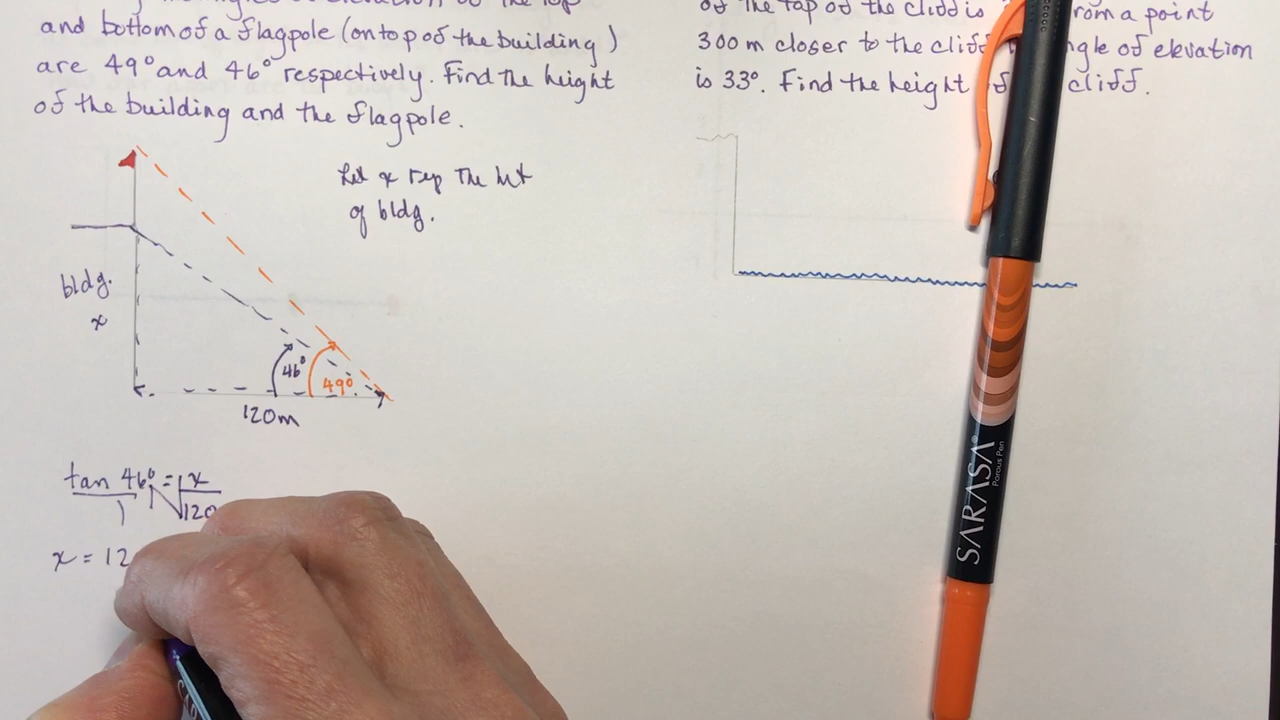 and bottom of a flagpole (on top of the building)
are 49° and 46° respectively. Find the height
of the building and the flagpole.
of the top of the cliff is
from a point
300 m closer to the cliff
of elevation
is 33°. Find the height
cliff.
Let x rep the ht
of bldg.
bldg.
x
46°
49°
120m
tan 46° = x
1 120
x = 12
SARASA®
Porous Pen